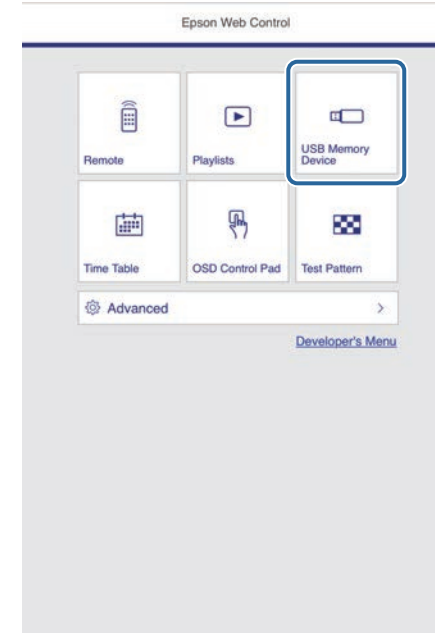 Epson Web Control
Remote
Playlists
USB Memory
Device
Time Table
OSD Control Pad
Test Pattern
Advanced
Developer's Menu